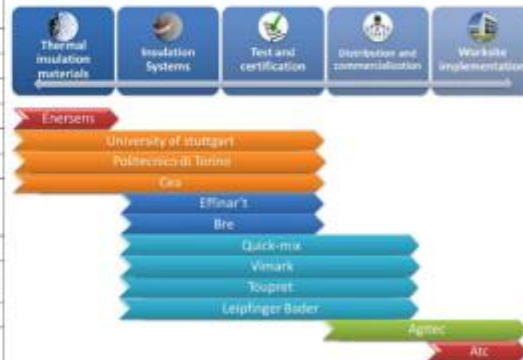 Thermal
insulation
materials
Insulation
Systems
Test and
certification
Distribution and
commercialization
Worksite
implementation
Enersens
University of stuttgart
Politecnico di Torino
Cea
Effinar't
Bre
Quick-mix
Vimark
Toupret
Leipfinger Bader
Agitec
Atc